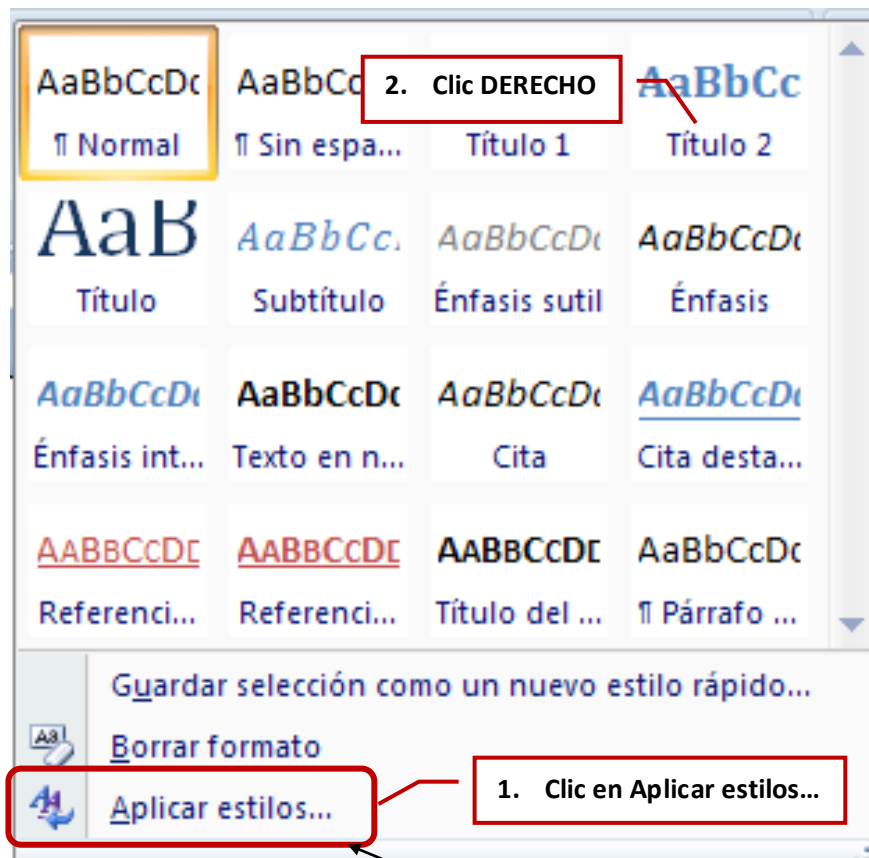 AaBbCcDc AaBbCc AaBbCc
2. Clic DERECHO
¶ Normal ¶ Sin espa... Título 1 Título 2
AaB AaBbCc. AaBbCcDc AaBbCcDc
Título Subtítulo Énfasis sutil Énfasis
AaBbCcDc AaBbCcDc AaBbCcDc AaBbCcDc
Énfasis int... Texto en n... Cita Cita desta...
AABBCCDD AABBCCDD AABBCCDD AaBbCcDc
Referenci... Referenci... Título del ... ¶ Párrafo ...
Guardar selección como un nuevo estilo rápido...
Borrar formato
Aplicar estilos...
1. Clic en Aplicar estilos...